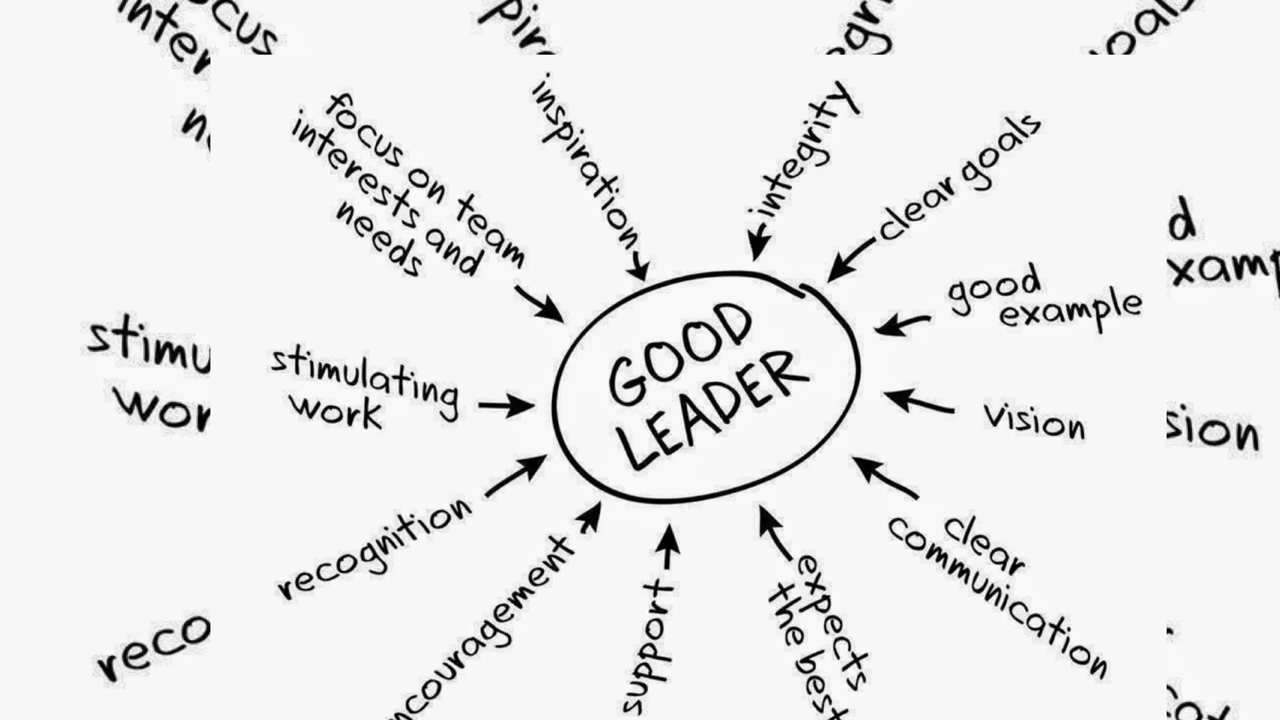 focus on team
interests and
needs
inspiration
integrity
clear goals
good
example
vision
clear
communication
expects
the best
support
ncouragement
recognition
stimulating
work
GOOD
LEADER